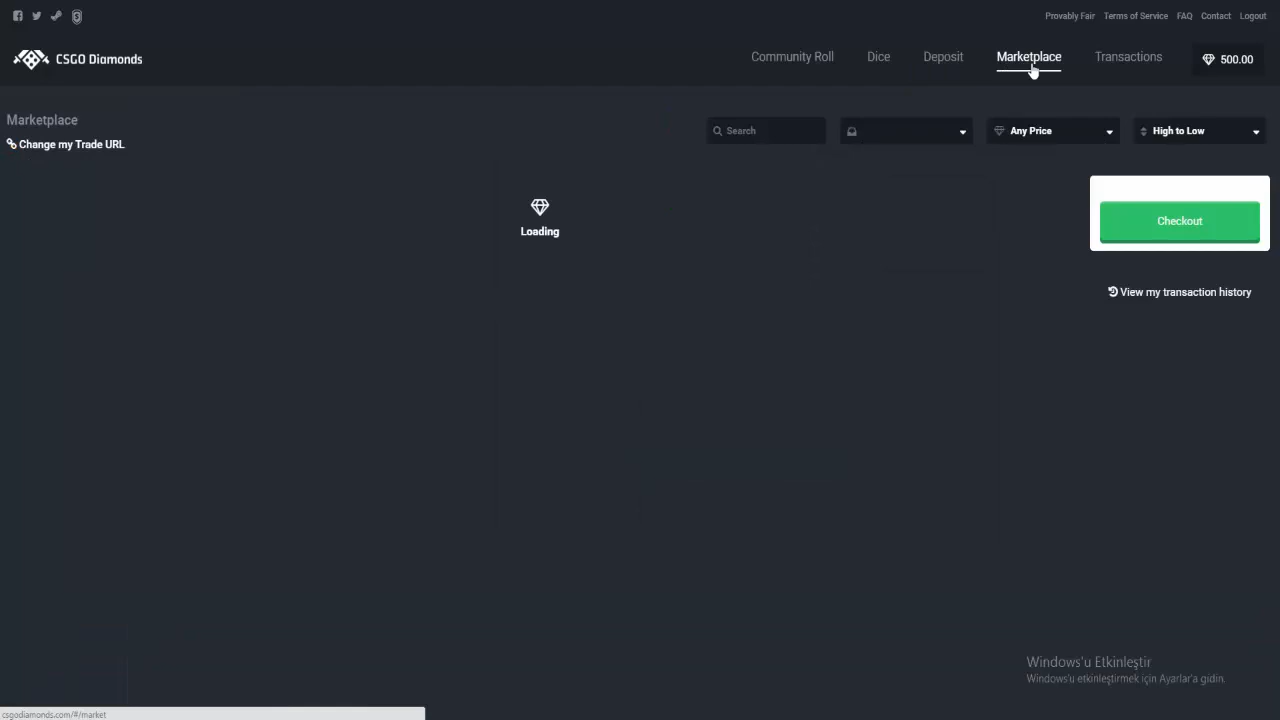 Provably Fair Terms of Service FAQ Contact Logout
CSGO Diamonds
Community Roll Dice Deposit Marketplace Transactions 500.00
Marketplace
Change my Trade URL
Search Any Price High to Low
Loading
Checkout
View my transaction history
Windows'u Etkinleştir
Windows'u etkinleştirmek için Ayarlar'a gidin.
csgodiamonds.com/#/market